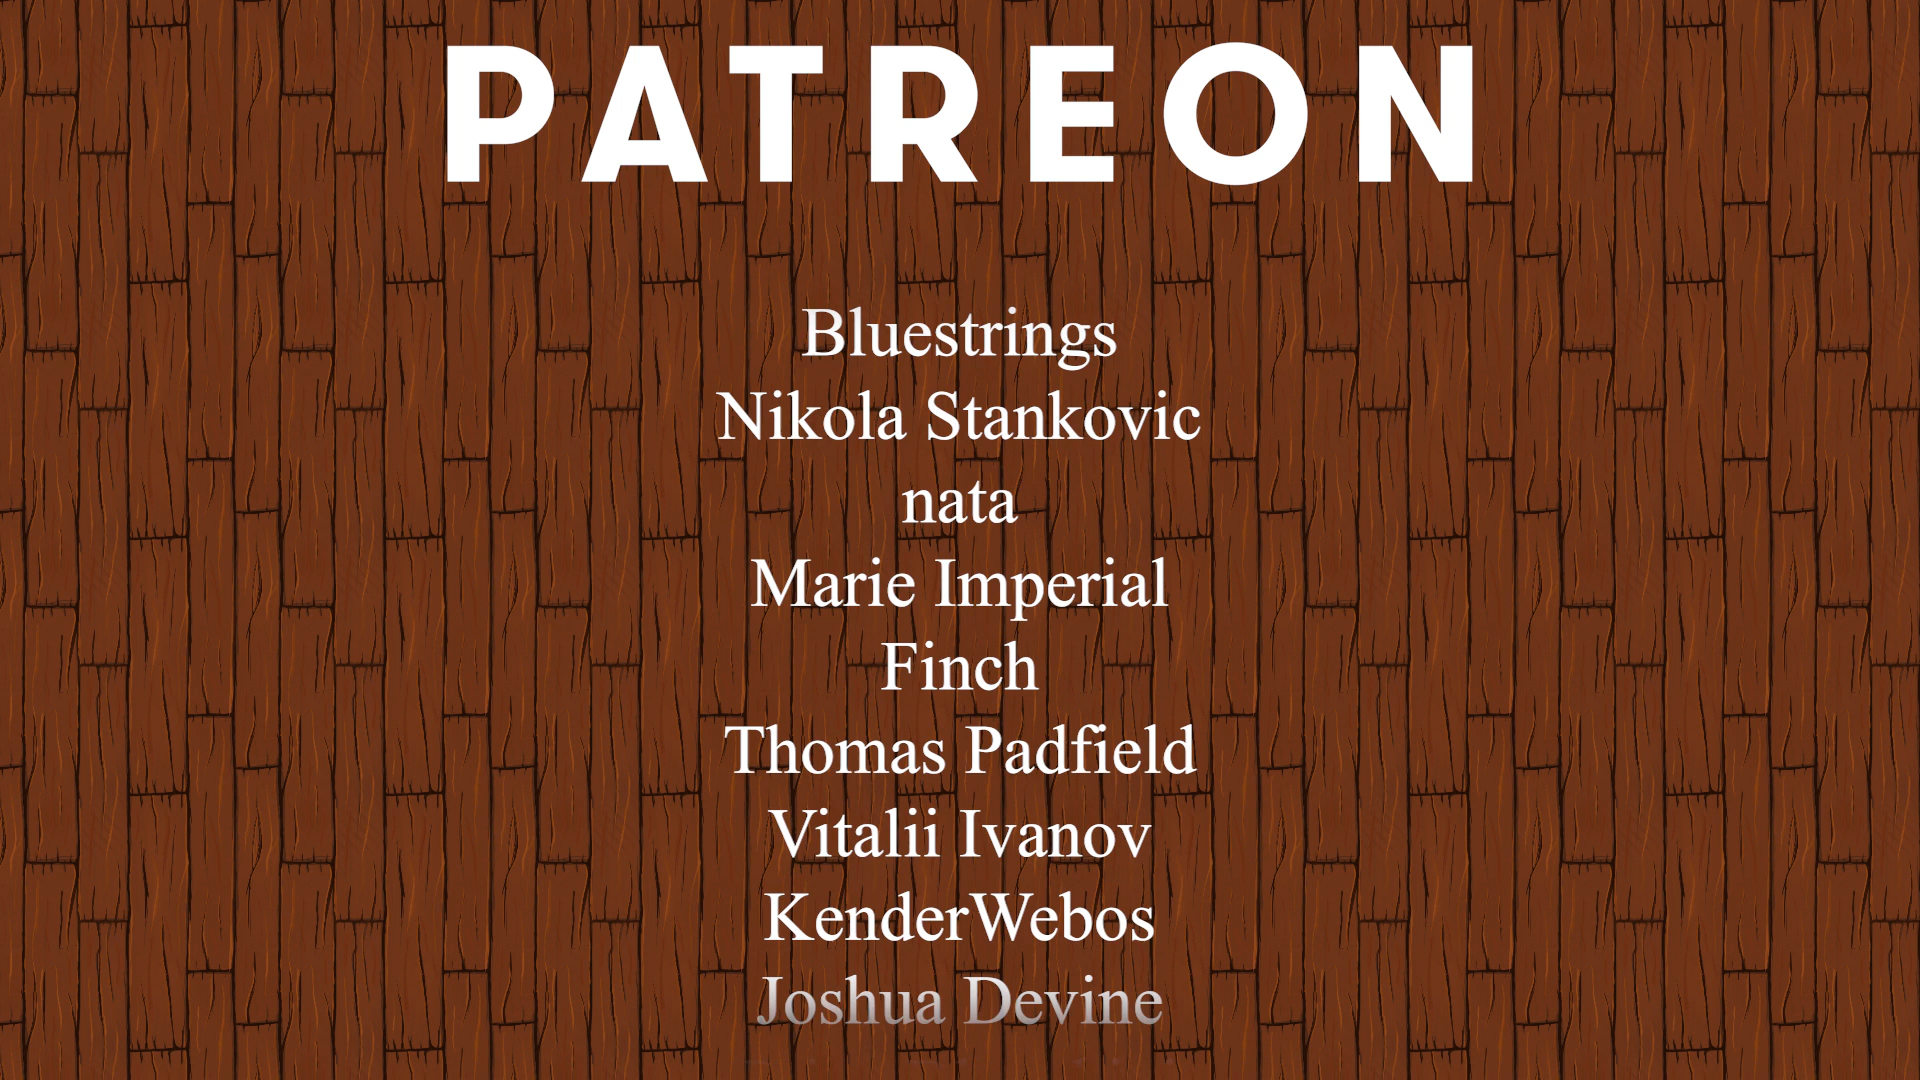 PATREON
Bluestrings
Nikola Stankovic
nata
Marie Imperial
Finch
Thomas Padfield
Vitalii Ivanov
KenderWebos
Joshua Devine